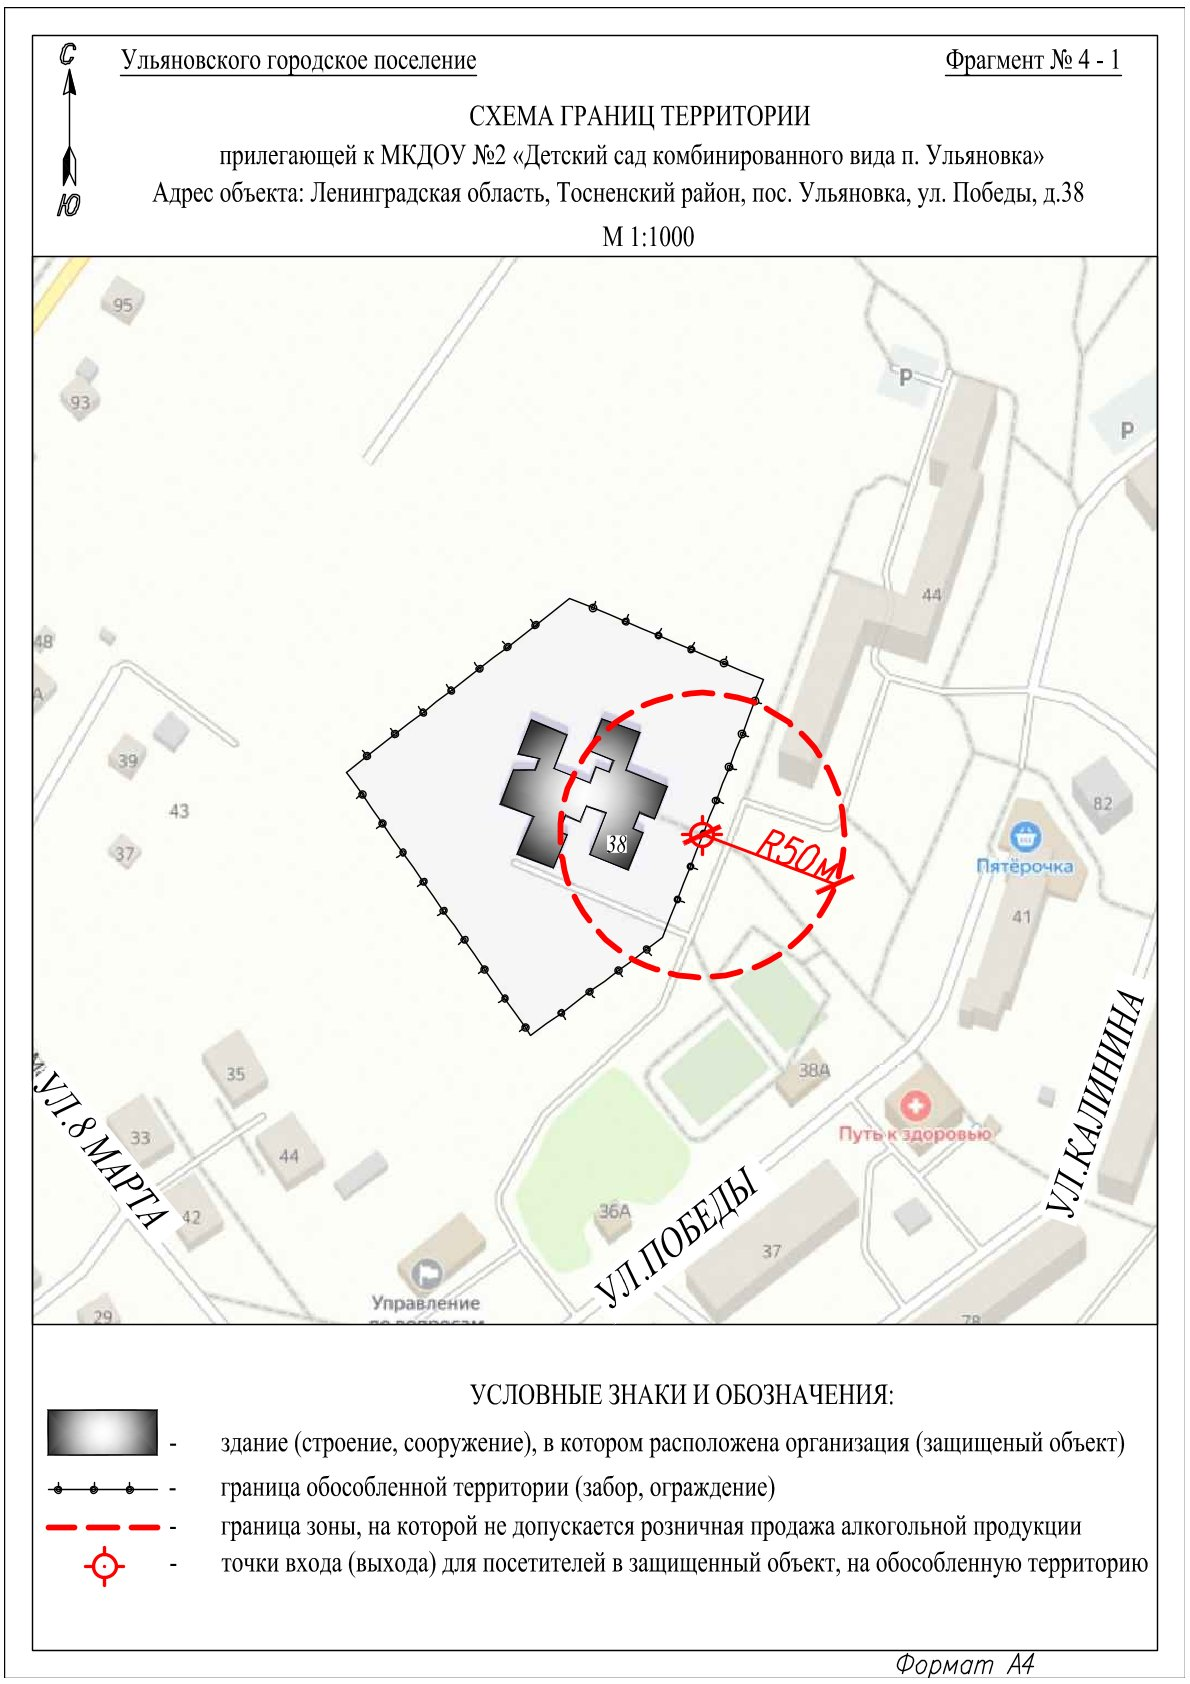 С
Ю
Ульяновского городское поселение
Фрагмент № 4 - 1
СХЕМА ГРАНИЦ ТЕРРИТОРИИ
прилегающей к МКДОУ №2 «Детский сад комбинированного вида п. Ульяновка»
Адрес объекта: Ленинградская область, Тосненский район, пос. Ульяновка, ул. Победы, д.38
М 1:1000
95
93
P
P
44
48
39
43
37
38
R50м
82
Пятёрочка
41
УЛ.КАЛИНИНА
35
38А
Путь к здоровью
УЛ.8 МАРТА
33
44
42
36А
УЛ.ПОБЕДЫ
37
Управление
по вопросам
29
78
УСЛОВНЫЕ ЗНАКИ И ОБОЗНАЧЕНИЯ:
- здание (строение, сооружение), в котором расположена организация (защищеный объект)
- граница обособленной территории (забор, ограждение)
- граница зоны, на которой не допускается розничная продажа алкогольной продукции
- точки входа (выхода) для посетителей в защищенный объект, на обособленную территорию
Формат А4